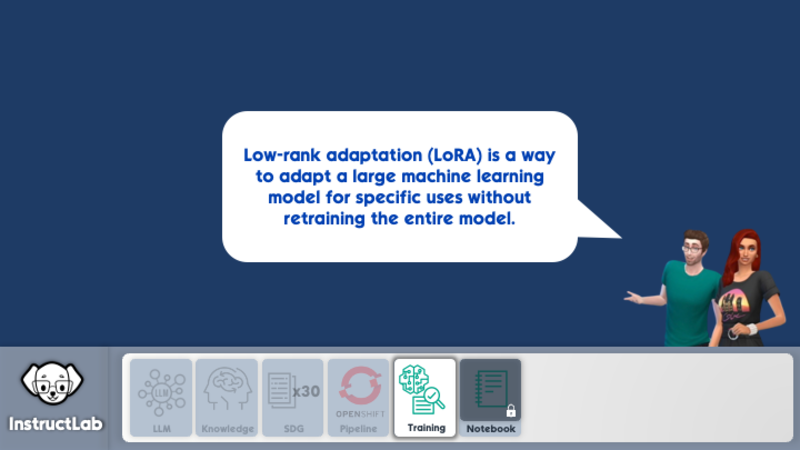 Low-rank adaptation (LoRA) is a way
to adapt a large machine learning
model for specific uses without
retraining the entire model.
InstructLab
LLM
LLM
Knowledge
x30
SDG
OPENSHIFT
Pipeline
Training
Notebook